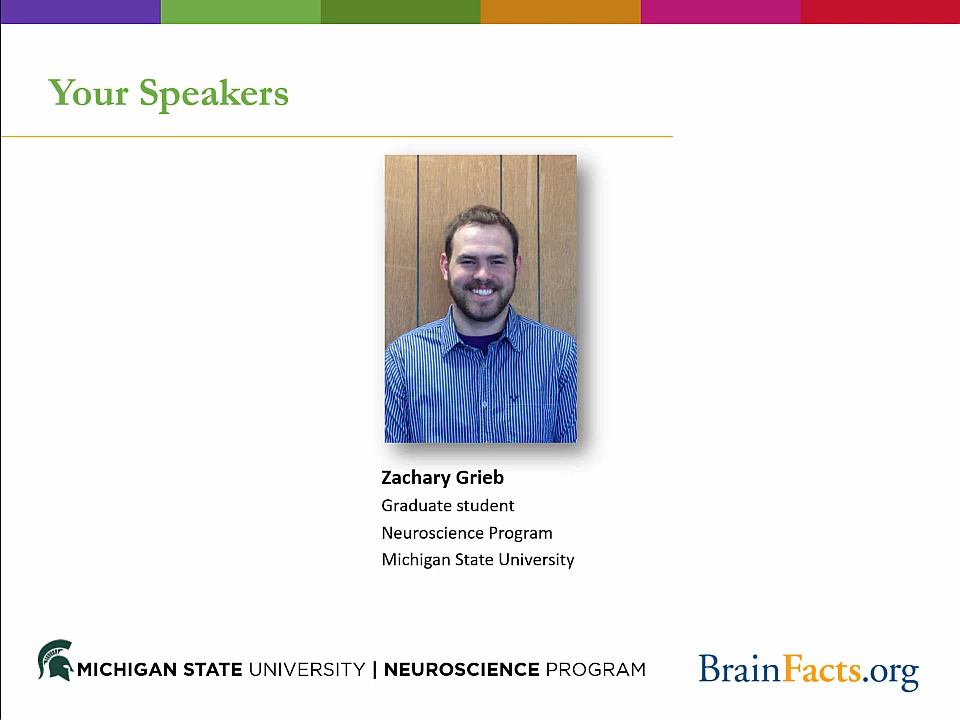 Your Speakers
Zachary Grieb
Graduate student
Neuroscience Program
Michigan State University
MICHIGAN STATE UNIVERSITY | NEUROSCIENCE PROGRAM
BrainFacts.org